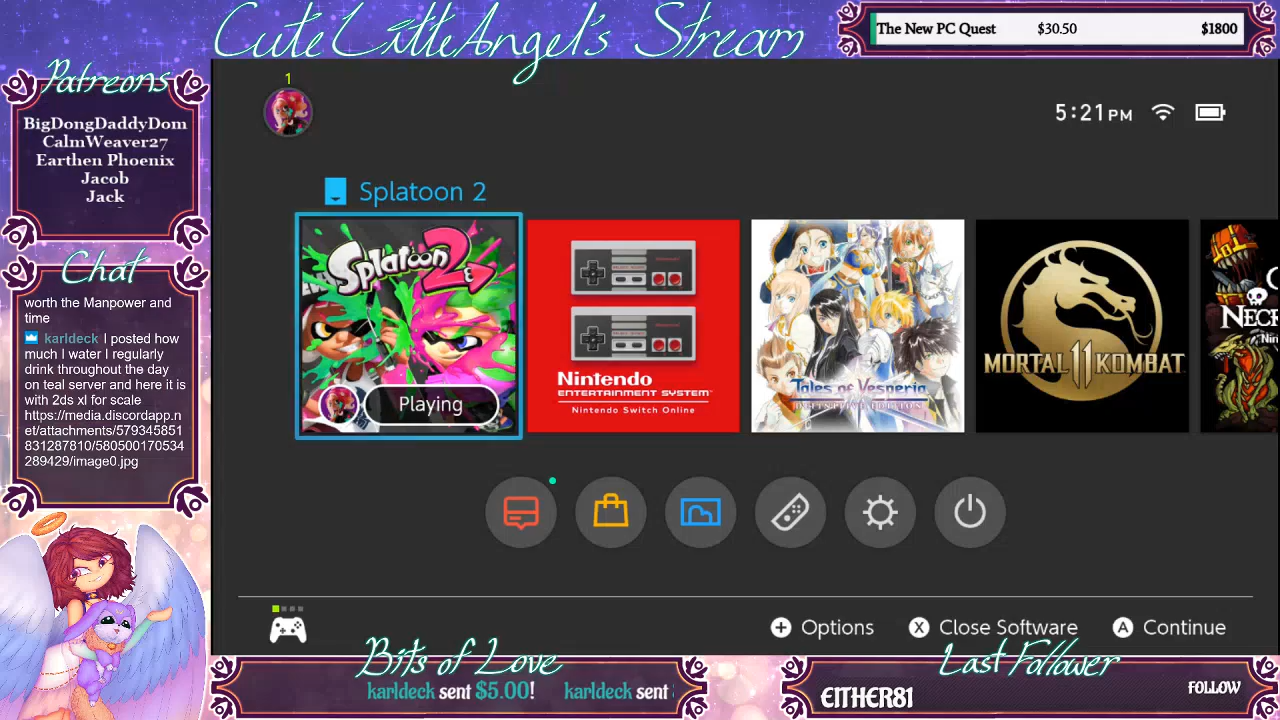 CuteLittleAngel's Stream
The New PC Quest $30.50 $1800
Patreons
BigDongDaddyDom
CalmWeaver27
Earthen Phoenix
Jacob
Jack
Chat
worth the Manpower and
time
karldeck I posted how
much I water I regularly
drink throughout the day
on teal server and here it is
with 2ds xl for scale
https://media.discordapp.n
et/attachments/579345851
831287810/580500170534
289429/image0.jpg
1
5:21PM
Splatoon 2
Splatoon 2
Playing
Nintendo
ENTERTAINMENT SYSTEM™
Nintendo Switch Online
Tales of Vesperia
DEFINITIVE EDITION
MORTAL KOMBAT 11
+ Options X Close Software A Continue
Bits of Love
karldeck sent $5.00! karldeck sent
Last Follower
EITHER81
FOLLOW